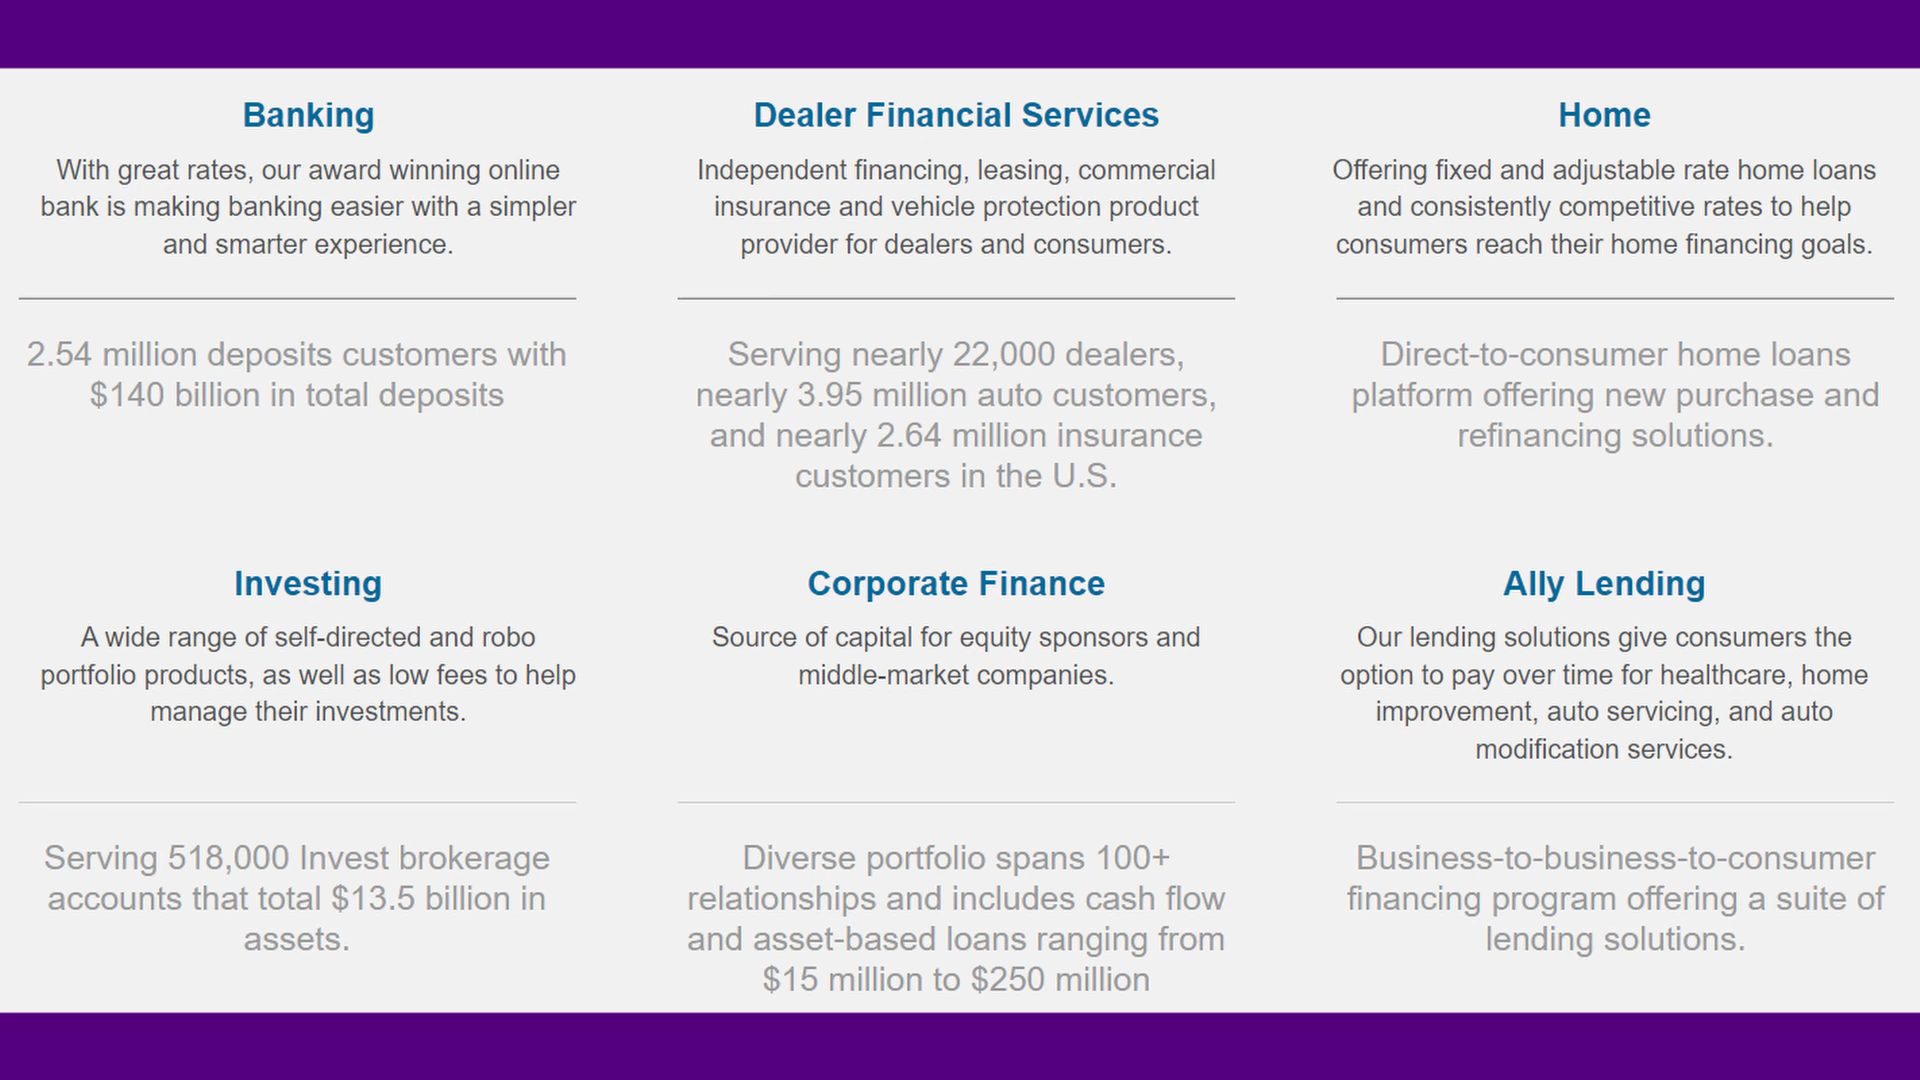 Banking
With great rates, our award winning online
bank is making banking easier with a simpler
and smarter experience.
2.54 million deposits customers with
$140 billion in total deposits
Dealer Financial Services
Independent financing, leasing, commercial
insurance and vehicle protection product
provider for dealers and consumers.
Serving nearly 22,000 dealers,
nearly 3.95 million auto customers,
and nearly 2.64 million insurance
customers in the U.S.
Home
Offering fixed and adjustable rate home loans
and consistently competitive rates to help
consumers reach their home financing goals.
Direct-to-consumer home loans
platform offering new purchase and
refinancing solutions.
Investing
A wide range of self-directed and robo
portfolio products, as well as low fees to help
manage their investments.
Serving 518,000 Invest brokerage
accounts that total $13.5 billion in
assets.
Corporate Finance
Source of capital for equity sponsors and
middle-market companies.
Diverse portfolio spans 100+
relationships and includes cash flow
and asset-based loans ranging from
$15 million to $250 million
Ally Lending
Our lending solutions give consumers the
option to pay over time for healthcare, home
improvement, auto servicing, and auto
modification services.
Business-to-business-to-consumer
financing program offering a suite of
lending solutions.